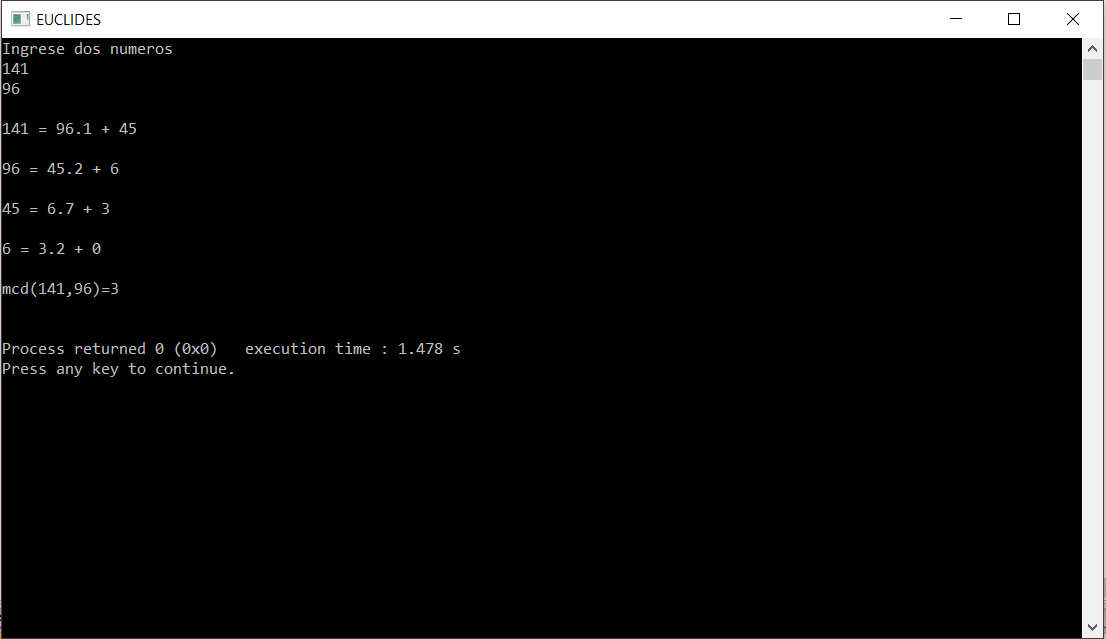 EUCLIDES
Ingrese dos numeros
141
96
141 = 96.1 + 45
96 = 45.2 + 6
45 = 6.7 + 3
6 = 3.2 + 0
mcd(141,96)=3
Process returned 0 (0x0)   execution time : 1.478 s
Press any key to continue.